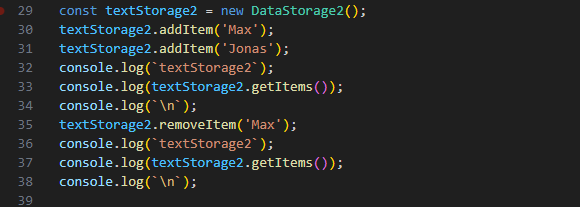 29 const textStorage2 = new DataStorage2();
30 textStorage2.addItem('Max');
31 textStorage2.addItem('Jonas');
32 console.log(`textStorage2`);
33 console.log(textStorage2.getItems());
34 console.log(`\n`);
35 textStorage2.removeItem('Max');
36 console.log(`textStorage2`);
37 console.log(textStorage2.getItems());
38 console.log(`\n`);
39